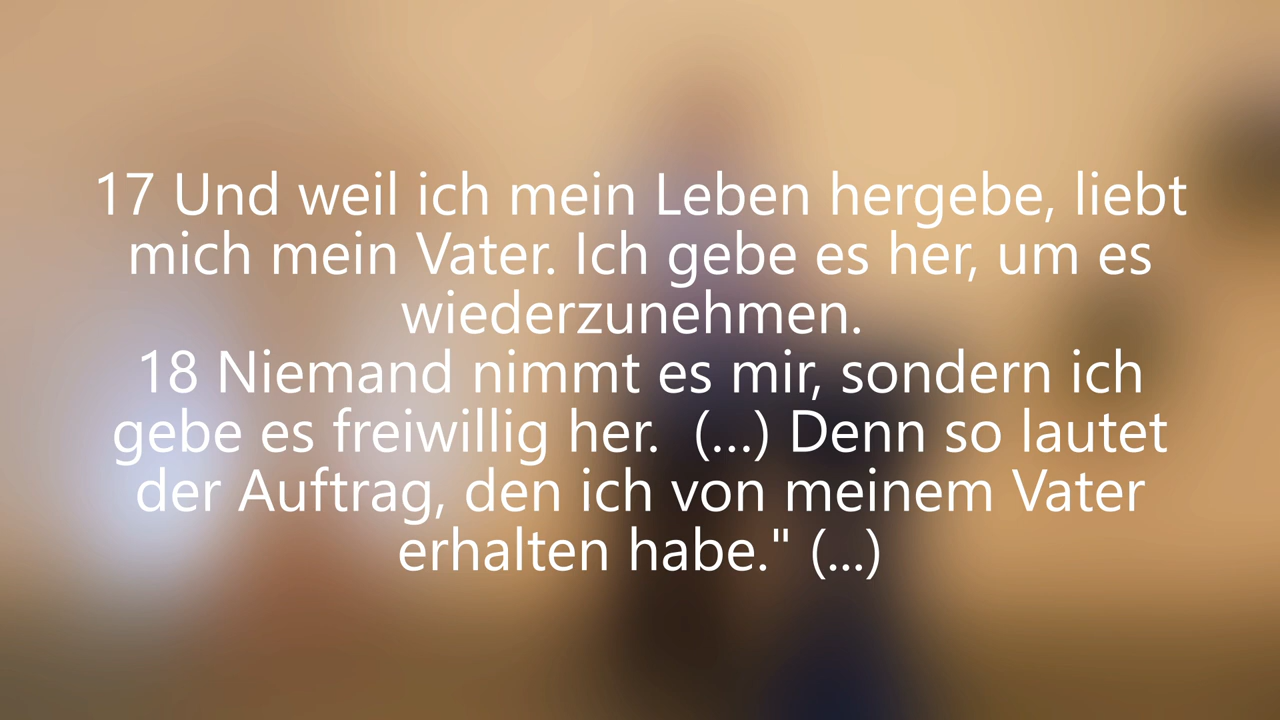 17 Und weil ich mein Leben hergebe, liebt
mich mein Vater. Ich gebe es her, um es
wiederzunehmen.
18 Niemand nimmt es mir, sondern ich
gebe es freiwillig her.  (...) Denn so lautet
der Auftrag, den ich von meinem Vater
erhalten habe." (...)